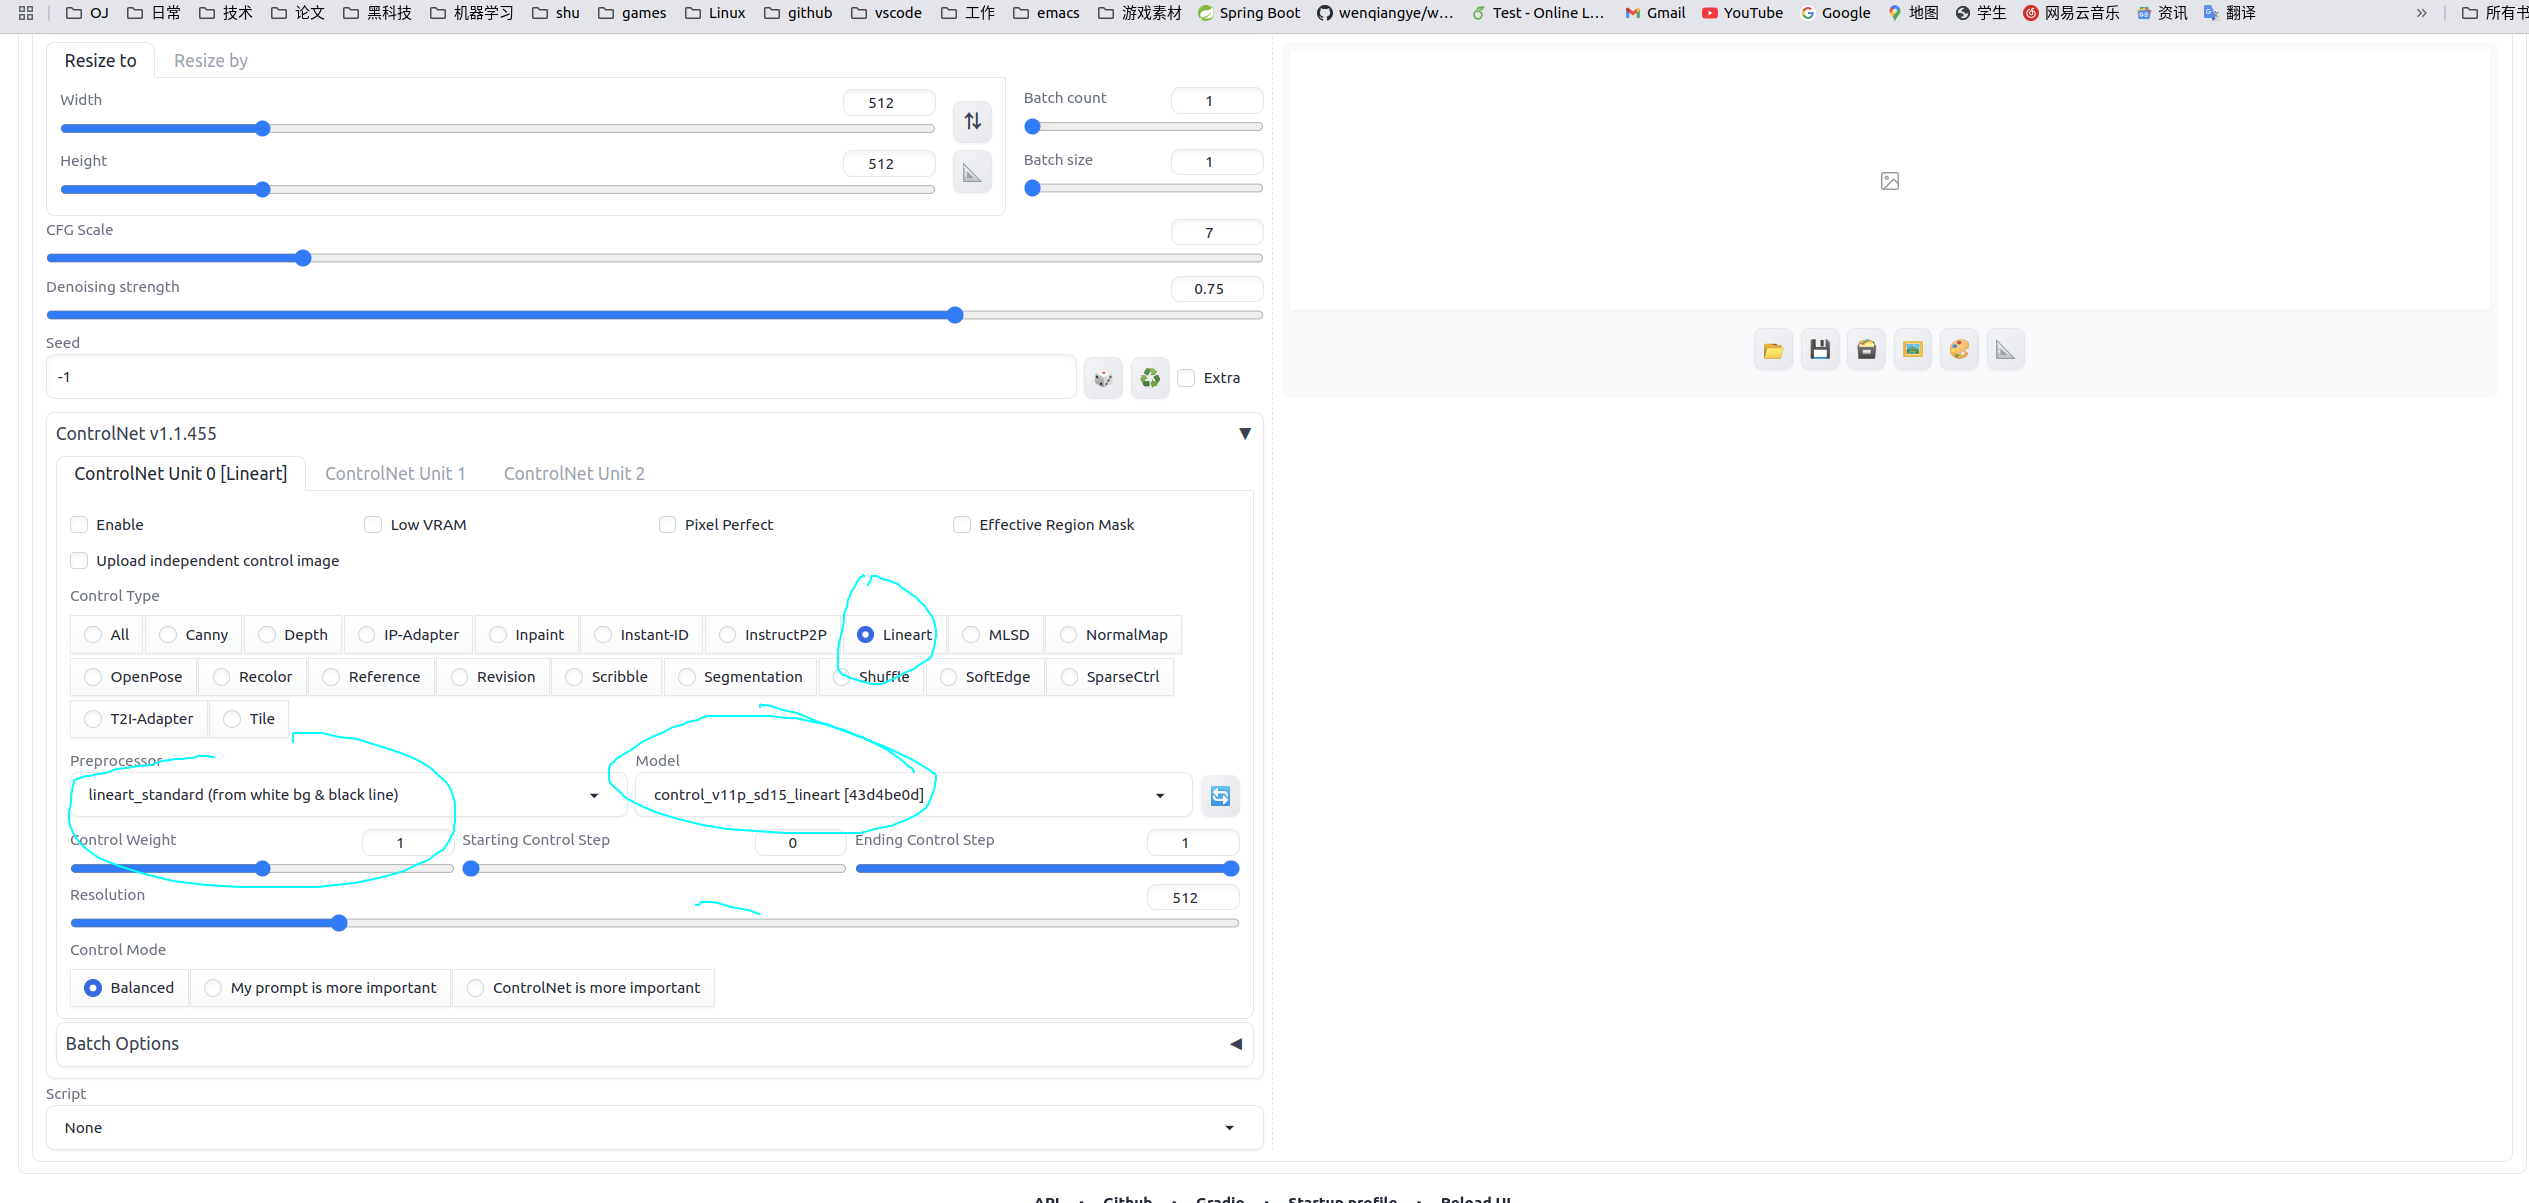 OJ 日常 技术 论文 黑科技 机器学习 shu games Linux github vscode 工作 emacs 游戏素材 Spring Boot wenqiangye/w... Test - Online L... Gmail YouTube Google 地图 学生 网易云音乐 资讯 翻译 » 所有书
Resize to Resize by
Width 512
Height 512
Batch count 1
Batch size 1
CFG Scale 7
Denoising strength 0.75
Seed
-1 Extra
ControlNet v1.1.455
ControlNet Unit 0 [Lineart] ControlNet Unit 1 ControlNet Unit 2
Enable Low VRAM Pixel Perfect Effective Region Mask
Upload independent control image
Control Type
All Canny Depth IP-Adapter Inpaint Instant-ID InstructP2P Lineart MLSD NormalMap
OpenPose Recolor Reference Revision Scribble Segmentation Shuffle SoftEdge SparseCtrl
T2I-Adapter Tile
Preprocessor Model
lineart_standard (from white bg & black line) control_v11p_sd15_lineart [43d4be0d]
Control Weight 1 Starting Control Step 0 Ending Control Step 1
Resolution 512
Control Mode
Balanced My prompt is more important ControlNet is more important
Batch Options
Script
None
API • Github • Gradio • Startup profile • Reload UI